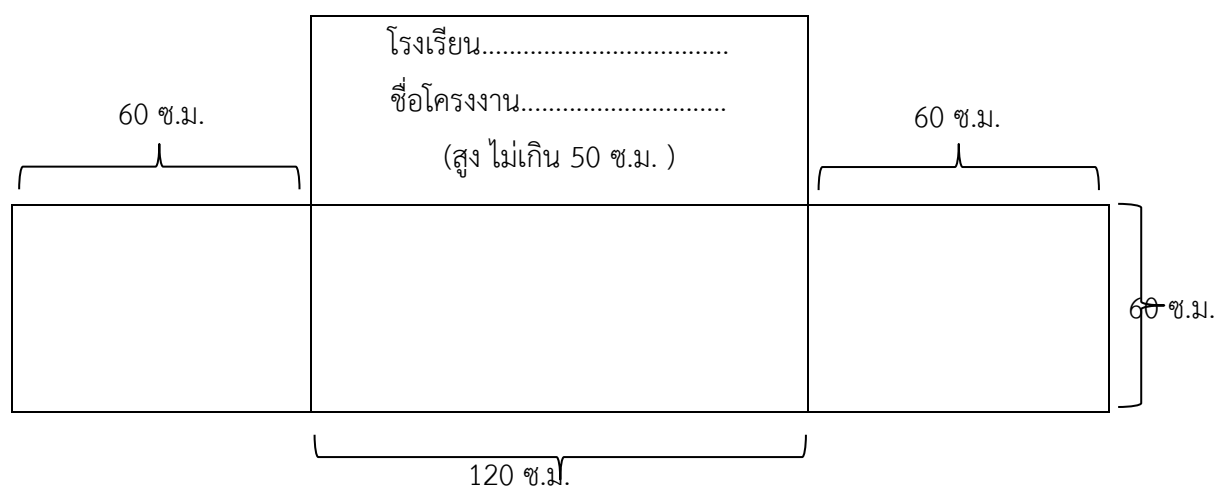 โรงเรียน...................................
ชื่อโครงงาน.............................
(สูง ไม่เกิน 50 ซ.ม. )
60 ซ.ม.
60 ซ.ม.
60 ซ.ม.
120 ซ.ม.